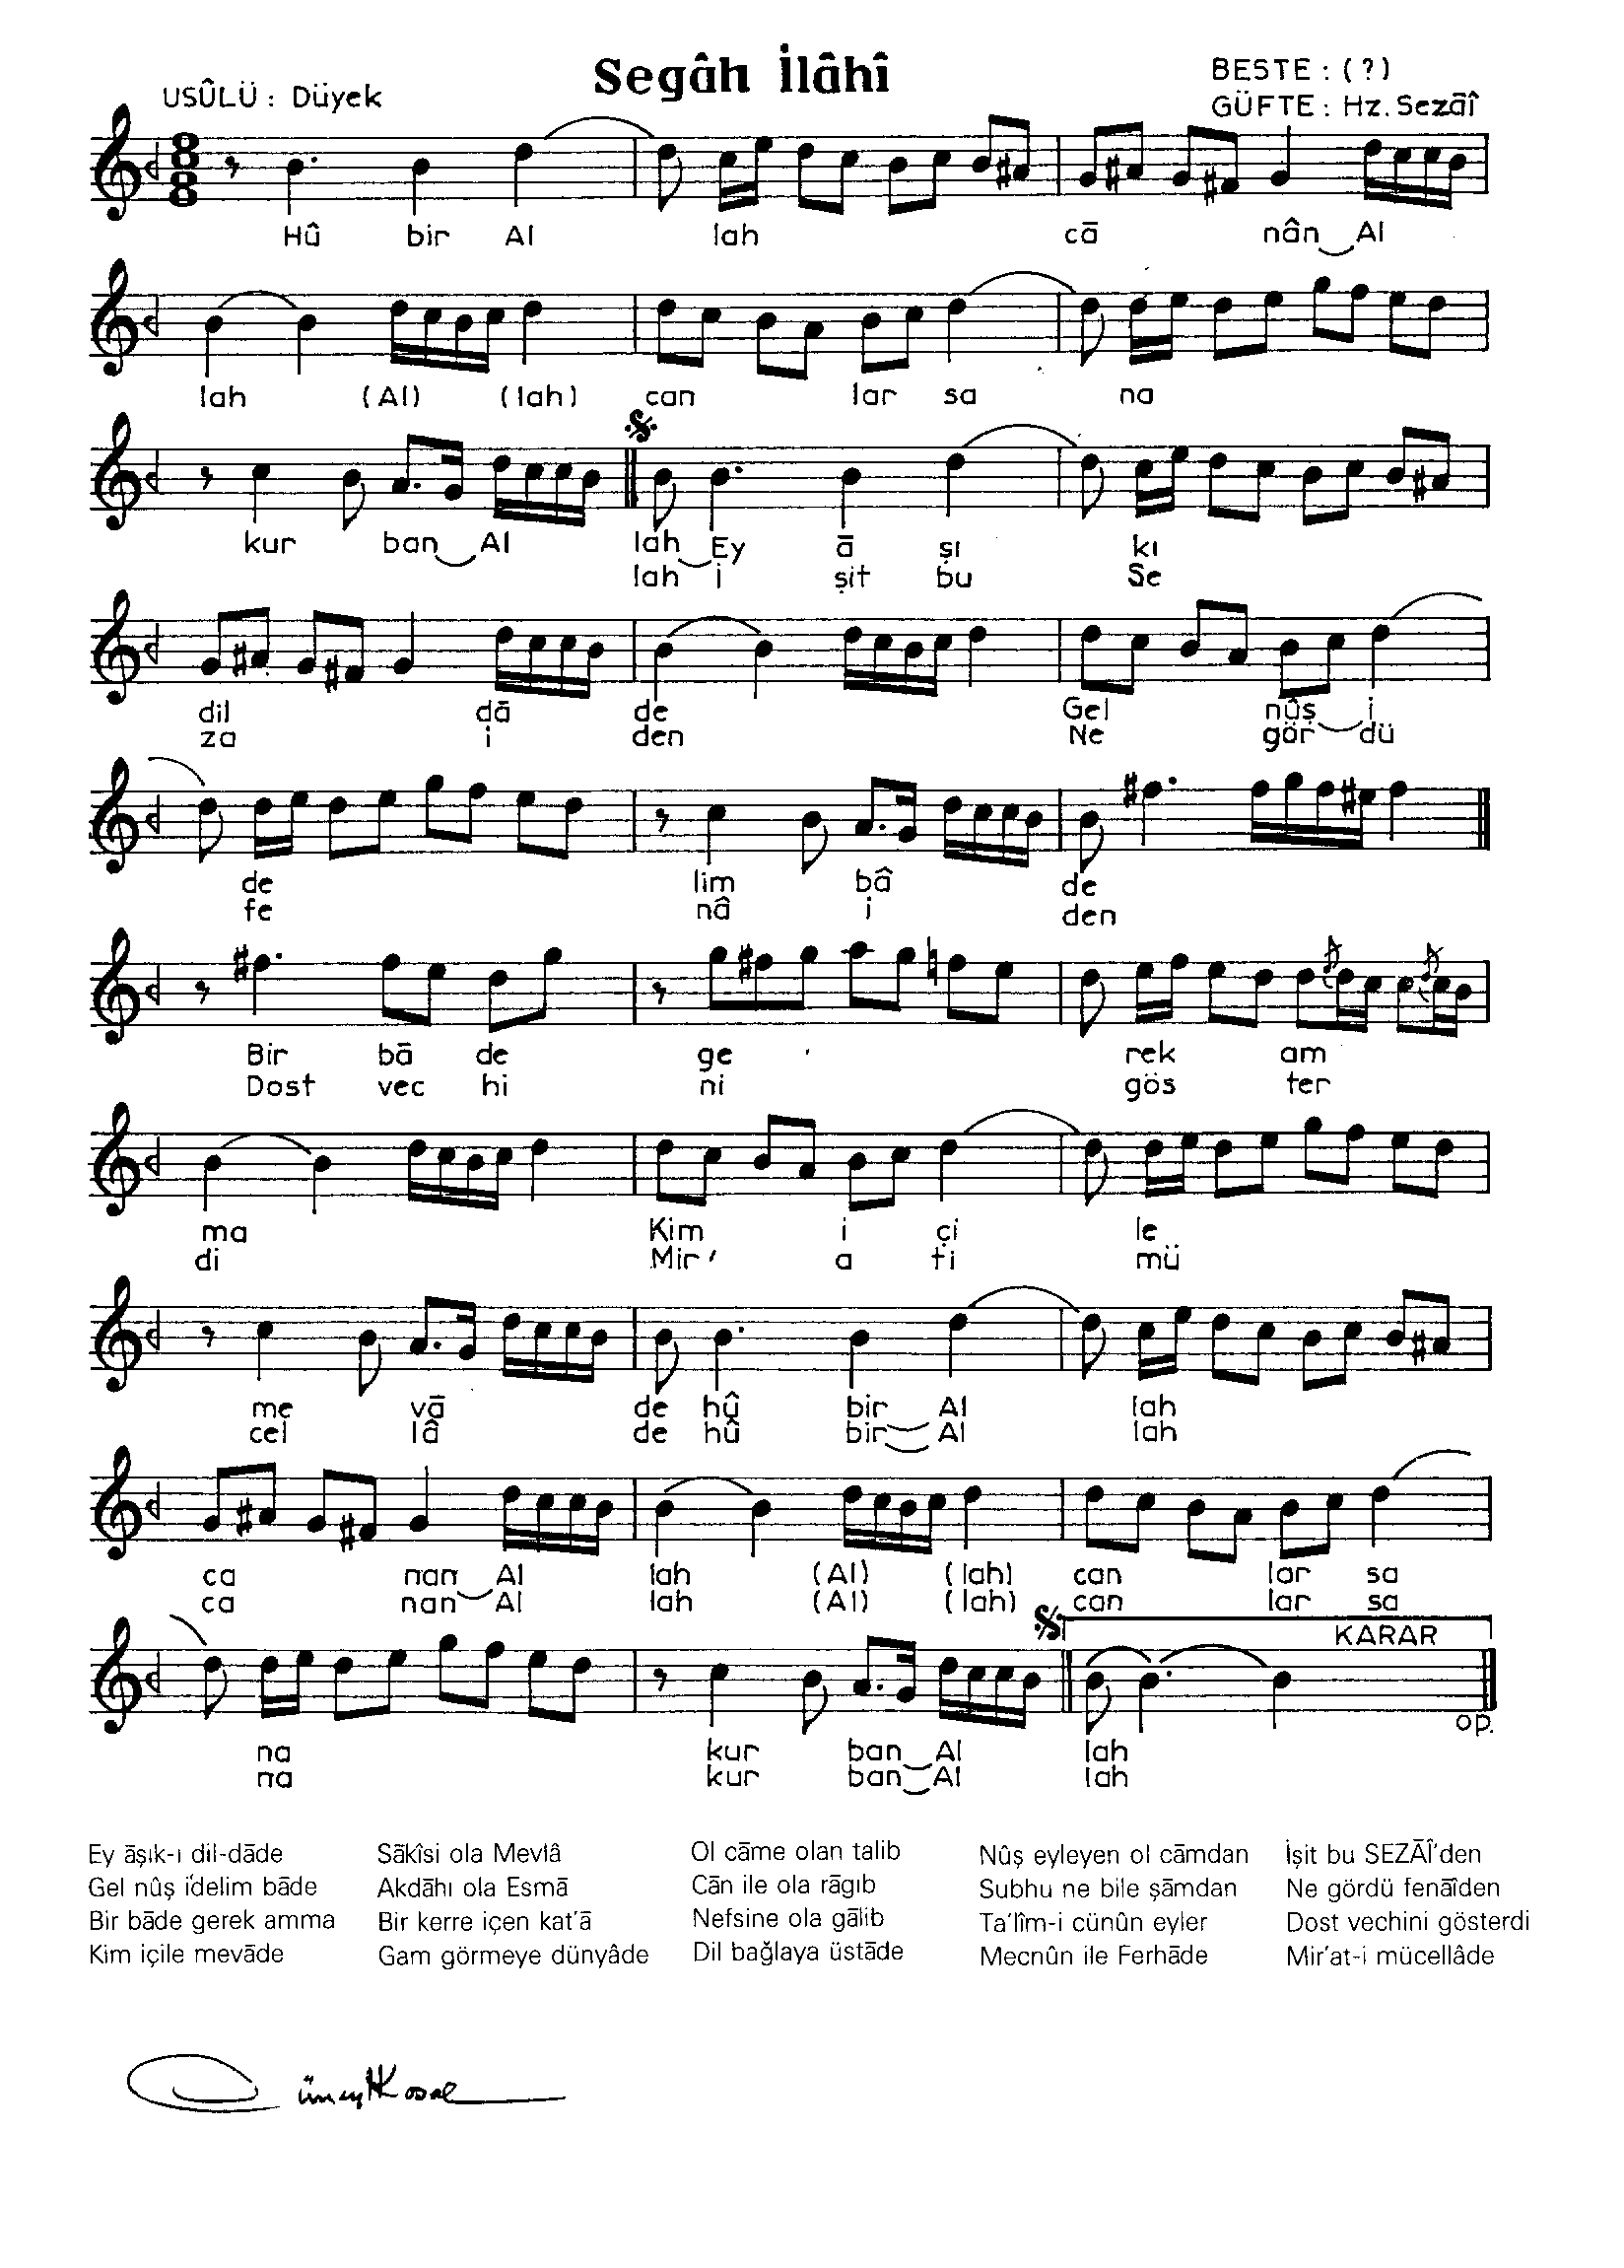 Segâh İlâhî
USÛLÜ : Düyek
BESTE : (?)
GÜFTE : Hz. Sezāî
Hû bir Al lah cā nân Al
lah (Al) (lah) can lar sa na
kur ban Al lah Ey ā şı kı
lah i şit bu Se
dil dā de Gel nûş i
za i den Ne gör dü
de lim bâ de
fe nâ i den
Bir bā de ge rek am
Dost vec hi ni gös ter
ma Kim i çi le
di Mir' a ti mü
me vā de hû bir Al lah
cel lâ de hû bir Al lah
ca nan Al lah (Al) (lah) can lar sa
ca nan Al lah (Al) (lah) can lar sa
KARAR
op.
na kur ban Al lah
na kur ban Al lah
Ey āşık-ı dil-dāde
Gel nûş i'delim bāde
Bir bāde gerek amma
Kim içile mevāde
Sākîsi ola Mevlâ
Akdāhı ola Esmā
Bir kerre içen kat'ā
Gam görmeye dünyâde
Ol cāme olan talib
Cān ile ola rāgıb
Nefsine ola gālib
Dil bağlaya üstāde
Nûş eyleyen ol cāmdan
Subhu ne bile şāmdan
Ta'lîm-i cünûn eyler
Mecnûn ile Ferhāde
İşit bu SEZĀÎ'den
Ne gördü fenāîden
Dost vechini gösterdi
Mir'at-i mücellâde